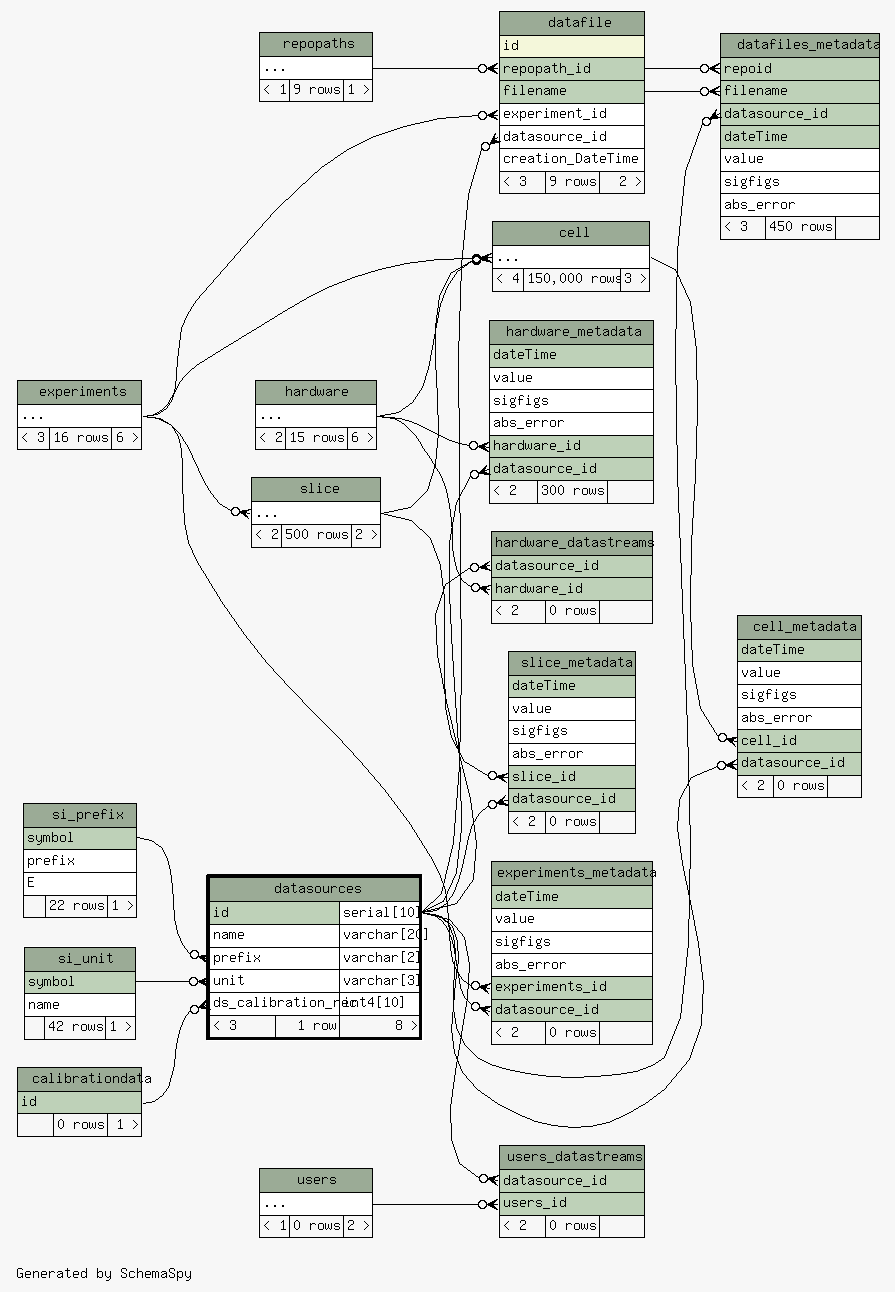 repopaths
...
< 1 9 rows 1 >
datafile
id
repopath_id
filename
experiment_id
datasource_id
creation_DateTime
< 3 9 rows 2 >
datafiles_metadata
repoid
filename
datasource_id
dateTime
value
sigfigs
abs_error
< 3 450 rows
cell
...
< 4 150,000 rows 3 >
hardware_metadata
dateTime
value
sigfigs
abs_error
hardware_id
datasource_id
< 2 300 rows
experiments
...
< 3 16 rows 6 >
hardware
...
< 2 15 rows 6 >
slice
...
< 2 500 rows 2 >
hardware_datastreams
datasource_id
hardware_id
< 2 0 rows
cell_metadata
dateTime
value
sigfigs
abs_error
cell_id
datasource_id
< 2 0 rows
slice_metadata
dateTime
value
sigfigs
abs_error
slice_id
datasource_id
< 2 0 rows
si_prefix
symbol
prefix
E
22 rows 1 >
datasources
id serial[10]
name varchar[20]
prefix varchar[2]
unit varchar[3]
ds_calibration_rec int4[10]
< 3 1 row 8 >
experiments_metadata
dateTime
value
sigfigs
abs_error
experiments_id
datasource_id
< 2 0 rows
si_unit
symbol
name
42 rows 1 >
calibrationdata
id
0 rows 1 >
users
...
< 1 0 rows 2 >
users_datastreams
datasource_id
users_id
< 2 0 rows
Generated by SchemaSpy